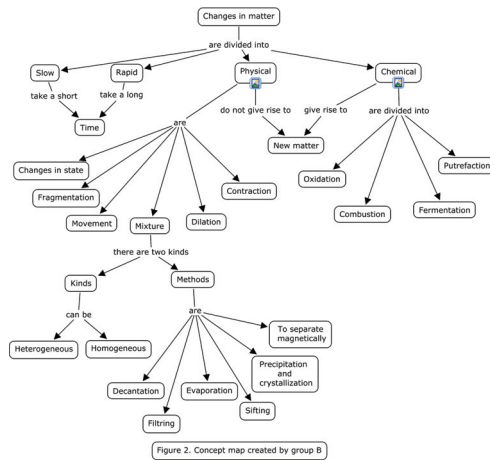 Changes in matter
are divided into
Slow
Rapid
Physical
Chemical
take a short
take a long
do not give rise to
give rise to
are divided into
Time
are
New matter
Changes in state
Fragmentation
Movement
Mixture
Dilation
Contraction
Oxidation
Combustion
Fermentation
Putrefaction
there are two kinds
Kinds
Methods
can be
are
Heterogeneous
Homogeneous
To separate
magnetically
Precipitation
and
crystallization
Decantation
Evaporation
Sifting
Filtring
Figure 2. Concept map created by group B